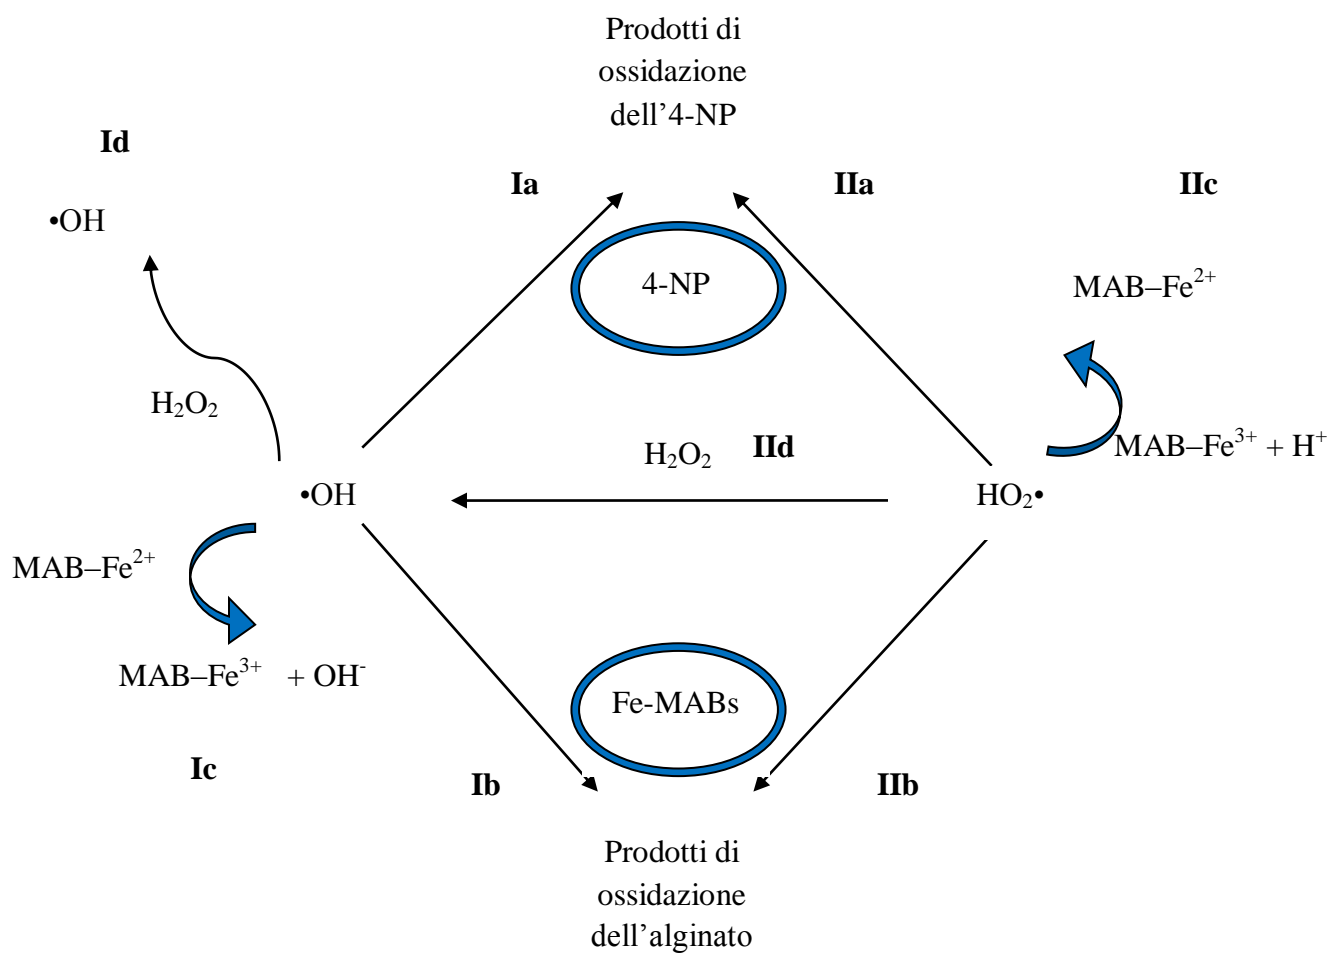 Prodotti di
ossidazione
dell’4-NP
Id
Ia
IIa
IIc
•OH
4-NP
MAB–Fe²⁺
H₂O₂
H₂O₂
IId
MAB–Fe³⁺ + H⁺
•OH
HO₂•
MAB–Fe²⁺
MAB–Fe³⁺ + OH⁻
Fe-MABs
Ic
Ib
IIb
Prodotti di
ossidazione
dell’alginato